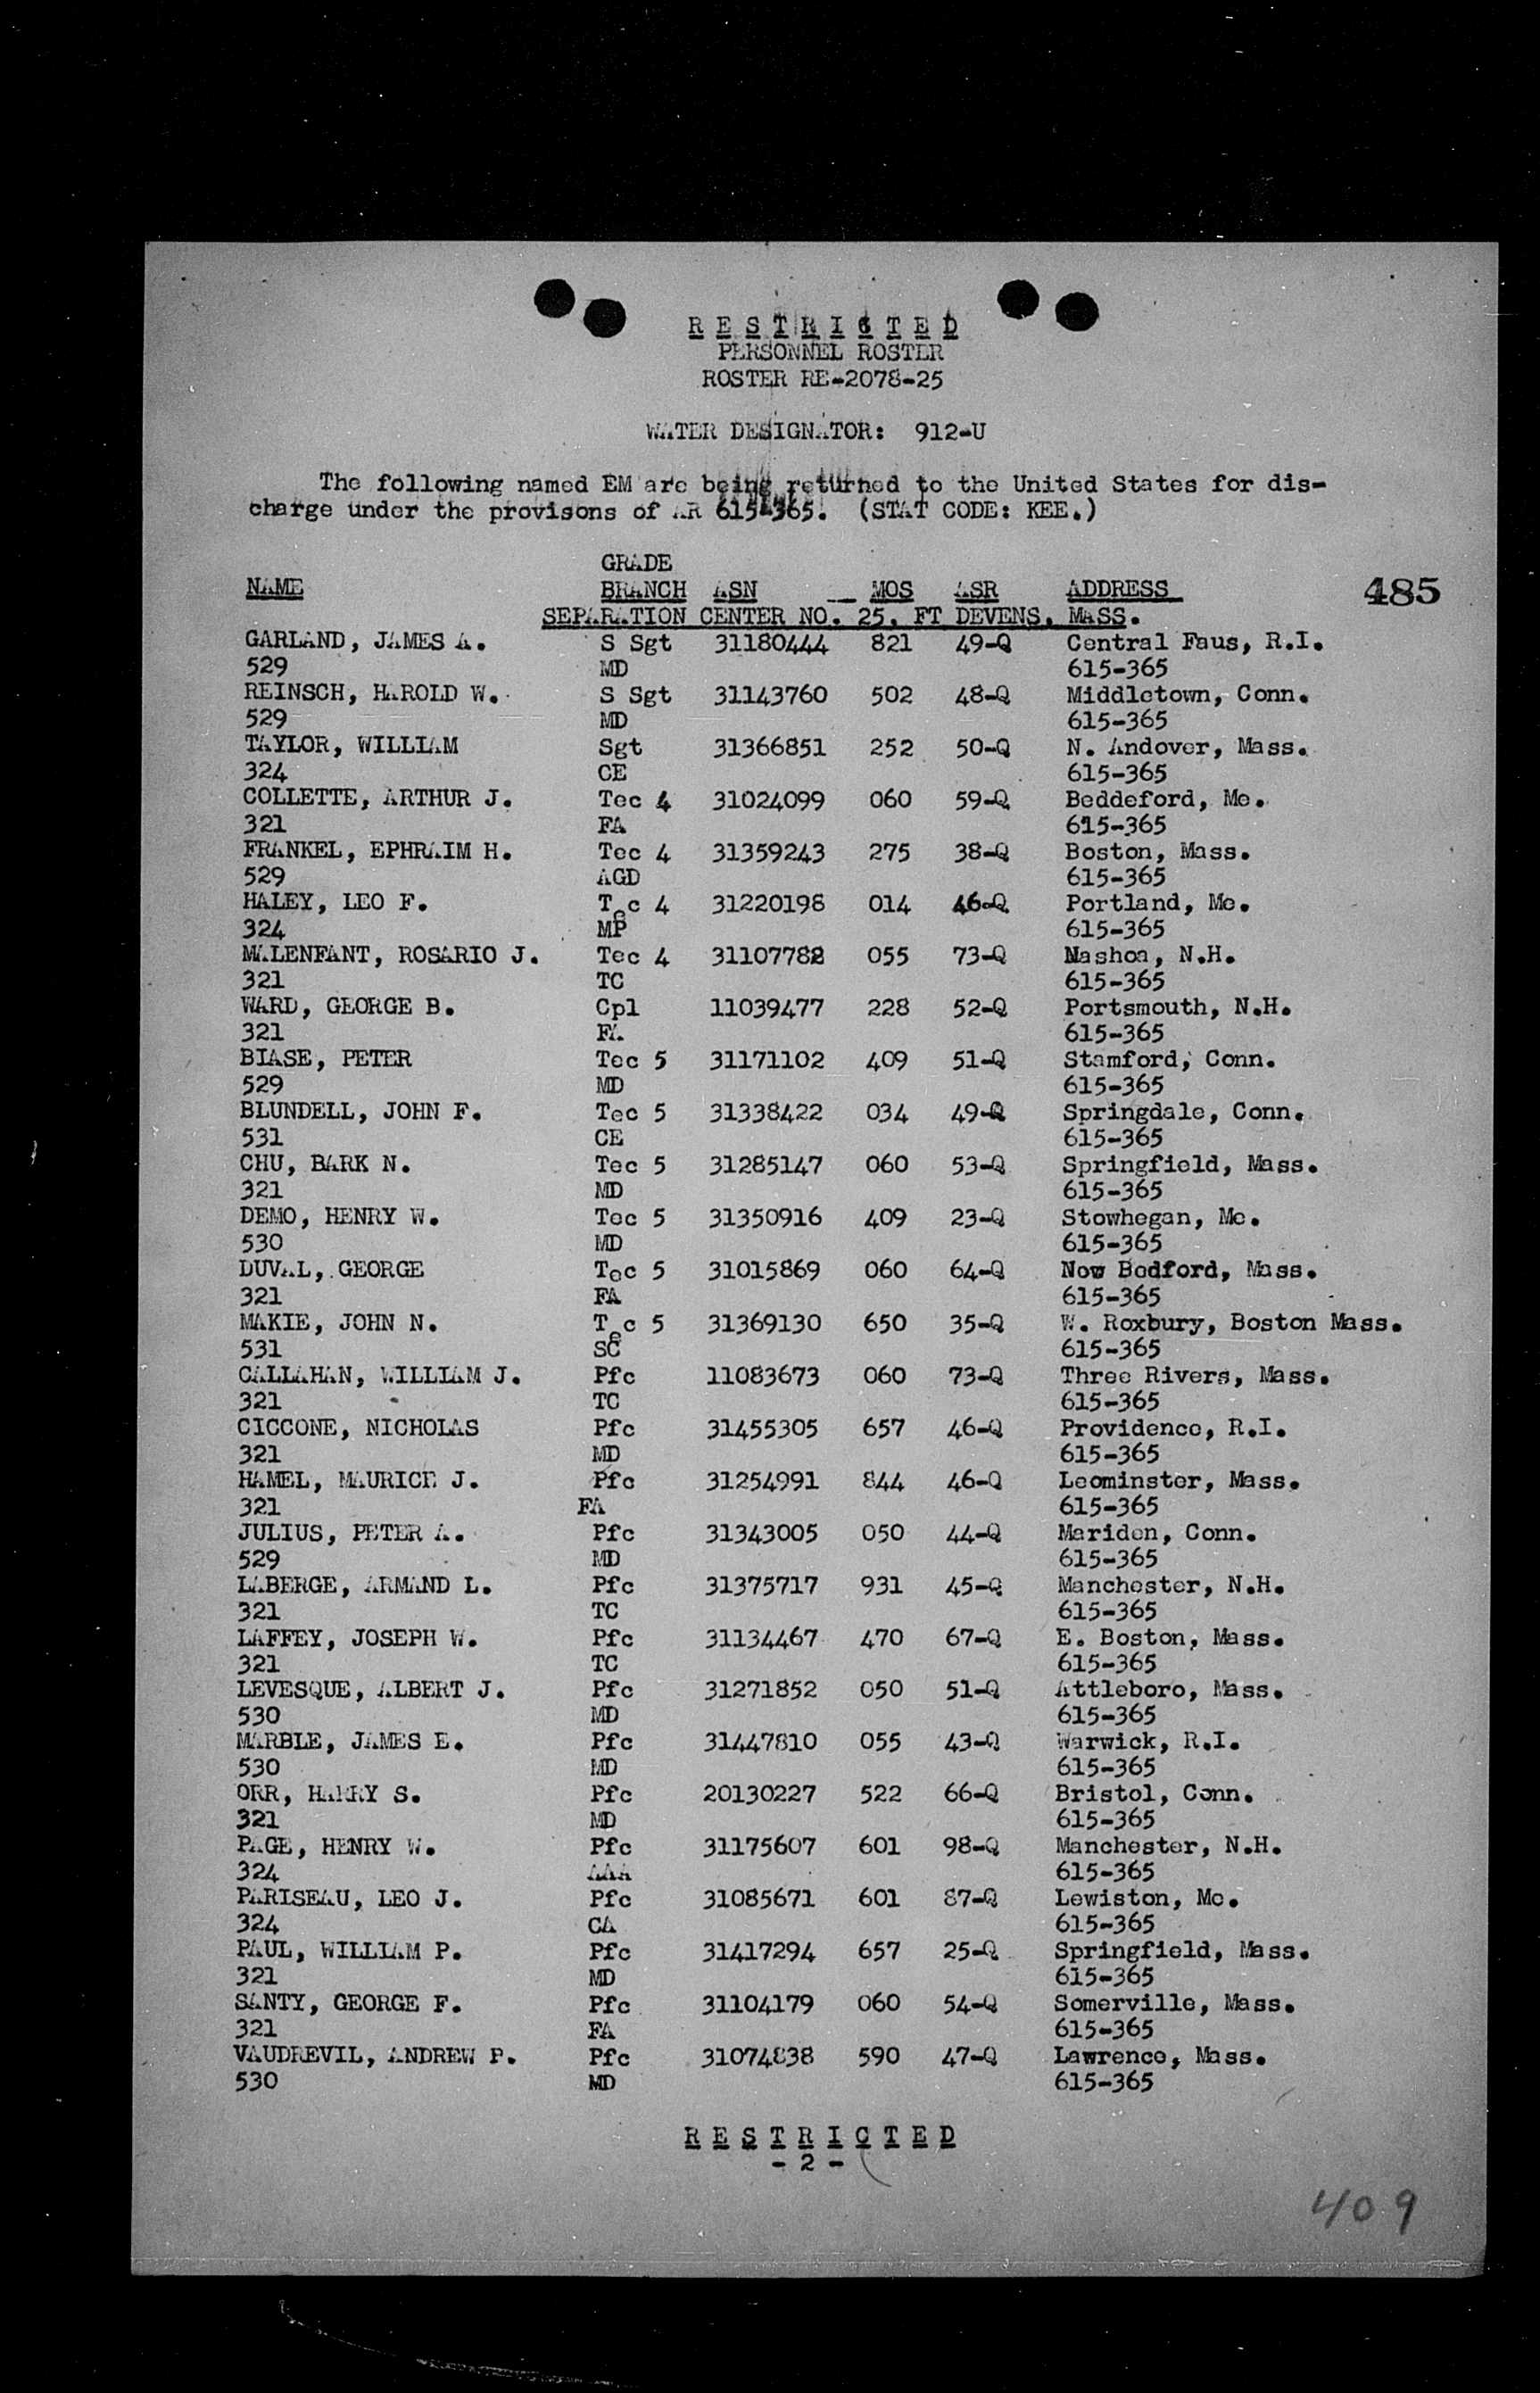 RESTRICTED
PERSONNEL ROSTER
ROSTER RE-2078-25
WATER DESIGNATOR: 912-U
The following named EM are being returned to the United States for dis-
charge under the provisons of AR 615-365. (STAT CODE: KEE.)
GRADE
NAME BRANCH ASN MOS ASR ADDRESS 485
SEPARATION CENTER NO. 25, FT DEVENS, MASS.
GARLAND, JAMES A. S Sgt 31180444 821 49-Q Central Faus, R.I.
529 MD 615-365
REINSCH, HAROLD W. S Sgt 31143760 502 48-Q Middletown, Conn.
529 MD 615-365
TAYLOR, WILLIAM Sgt 31366851 252 50-Q N. Andover, Mass.
324 CE 615-365
COLLETTE, ARTHUR J. Tec 4 31024099 060 59-Q Beddeford, Me.
321 FA 615-365
FRANKEL, EPHRAIM H. Tec 4 31359243 275 38-Q Boston, Mass.
529 AGD 615-365
HALEY, LEO F. Tec 4 31220198 014 46-Q Portland, Me.
324 MP 615-365
MALENFANT, ROSARIO J. Tec 4 31107782 055 73-Q Nashoa, N.H.
321 TC 615-365
WARD, GEORGE B. Cpl 11039477 228 52-Q Portsmouth, N.H.
321 FA 615-365
BIASE, PETER Tec 5 31171102 409 51-Q Stamford, Conn.
529 MD 615-365
BLUNDELL, JOHN F. Tec 5 31338422 034 49-Q Springdale, Conn.
531 CE 615-365
CHU, BARK N. Tec 5 31285147 060 53-Q Springfield, Mass.
321 MD 615-365
DEMO, HENRY W. Tec 5 31350916 409 23-Q Stowhegan, Me.
530 MD 615-365
DUVAL, GEORGE Tec 5 31015869 060 64-Q New Bedford, Mass.
321 FA 615-365
MAKIE, JOHN N. Tec 5 31369130 650 35-Q W. Roxbury, Boston Mass.
531 SC 615-365
CALLAHAN, WILLIAM J. Pfc 11083673 060 73-Q Three Rivers, Mass.
321 TC 615-365
CICCONE, NICHOLAS Pfc 31455305 657 46-Q Providence, R.I.
321 MD 615-365
HAMEL, MAURICE J. Pfc 31254991 844 46-Q Leominster, Mass.
321 FA 615-365
JULIUS, PETER A. Pfc 31343005 050 44-Q Mariden, Conn.
529 MD 615-365
LABERGE, ARMAND L. Pfc 31375717 931 45-Q Manchester, N.H.
321 TC 615-365
LAFFEY, JOSEPH W. Pfc 31134467 470 67-Q E. Boston, Mass.
321 TC 615-365
LEVESQUE, ALBERT J. Pfc 31271852 050 51-Q Attleboro, Mass.
530 MD 615-365
MARBLE, JAMES E. Pfc 31447810 055 43-Q Warwick, R.I.
530 MD 615-365
ORR, HARRY S. Pfc 20130227 522 66-Q Bristol, Conn.
321 MD 615-365
PAGE, HENRY W. Pfc 31175607 601 98-Q Manchester, N.H.
324 AAA 615-365
PARISEAU, LEO J. Pfc 31085671 601 87-Q Lewiston, Me.
324 CA 615-365
PAUL, WILLIAM P. Pfc 31417294 657 25-Q Springfield, Mass.
321 MD 615-365
SANTY, GEORGE F. Pfc 31104179 060 54-Q Somerville, Mass.
321 FA 615-365
VAUDREVIL, ANDREW P. Pfc 31074838 590 47-Q Lawrence, Mass.
530 MD 615-365
RESTRICTED
- 2 -
409